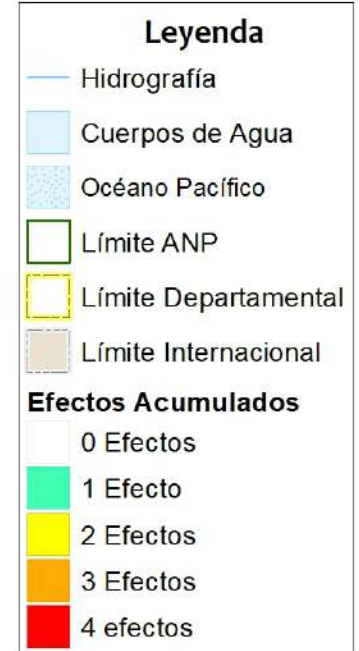 Leyenda
Hidrografía
Cuerpos de Agua
Océano Pacífico
Límite ANP
Límite Departamental
Límite Internacional
Efectos Acumulados
0 Efectos
1 Efecto
2 Efectos
3 Efectos
4 efectos